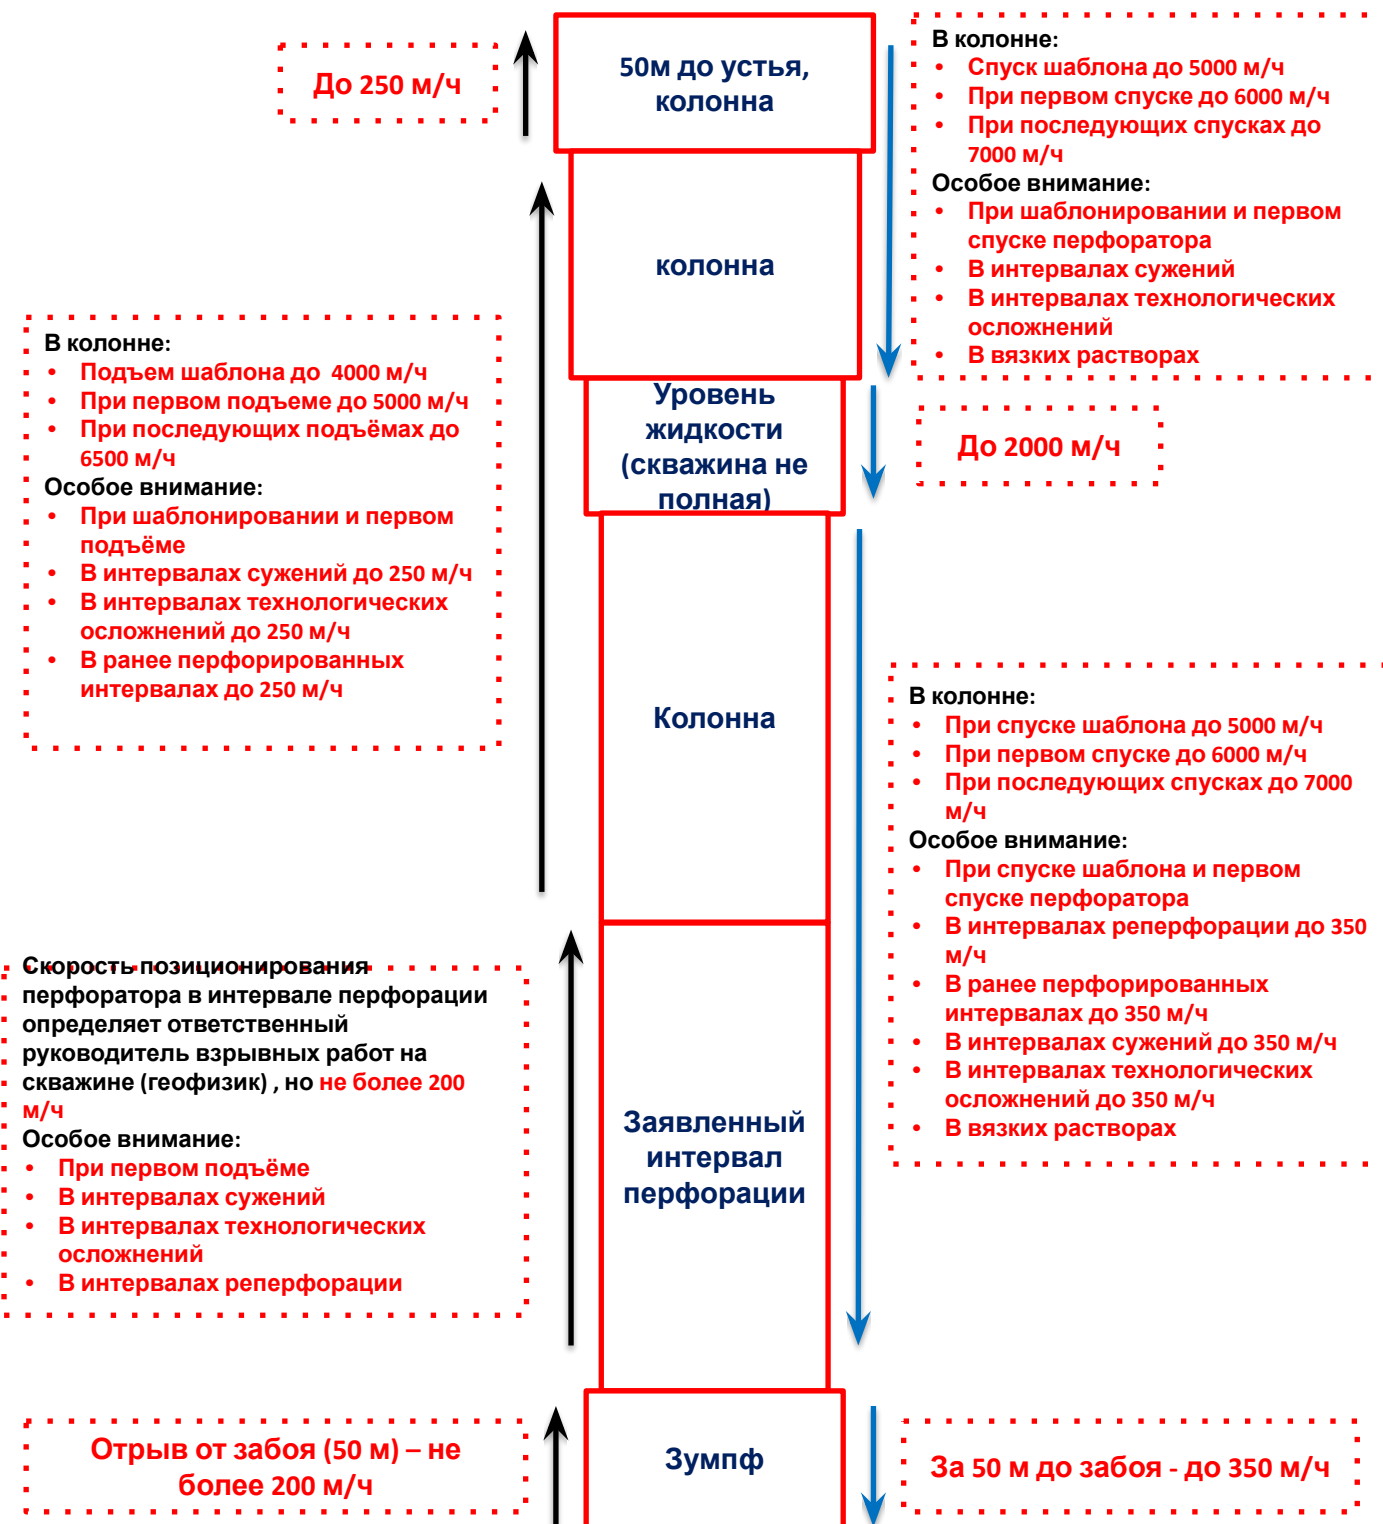 До 250 м/ч
50м до устья,
колонна
В колонне:
• Спуск шаблона до 5000 м/ч
• При первом спуске до 6000 м/ч
• При последующих спусках до
7000 м/ч
Особое внимание:
• При шаблонировании и первом
спуске перфоратора
• В интервалах сужений
• В интервалах технологических
осложнений
• В вязких растворах
колонна
В колонне:
• Подъем шаблона до 4000 м/ч
• При первом подъеме до 5000 м/ч
• При последующих подъёмах до
6500 м/ч
Особое внимание:
• При шаблонировании и первом
подъёме
• В интервалах сужений до 250 м/ч
• В интервалах технологических
осложнений до 250 м/ч
• В ранее перфорированных
интервалах до 250 м/ч
Уровень
жидкости
(скважина не
полная)
До 2000 м/ч
Колонна
В колонне:
• При спуске шаблона до 5000 м/ч
• При первом спуске до 6000 м/ч
• При последующих спусках до 7000
м/ч
Особое внимание:
• При спуске шаблона и первом
спуске перфоратора
• В интервалах реперфорации до 350
м/ч
• В ранее перфорированных
интервалах до 350 м/ч
• В интервалах сужений до 350 м/ч
• В интервалах технологических
осложнений до 350 м/ч
• В вязких растворах
Скорость позиционирования
перфоратора в интервале перфорации
определяет ответственный
руководитель взрывных работ на
скважине (геофизик) , но не более 200
м/ч
Особое внимание:
• При первом подъёме
• В интервалах сужений
• В интервалах технологических
осложнений
• В интервалах реперфорации
Заявленный
интервал
перфорации
Отрыв от забоя (50 м) – не
более 200 м/ч
Зумпф
За 50 м до забоя - до 350 м/ч